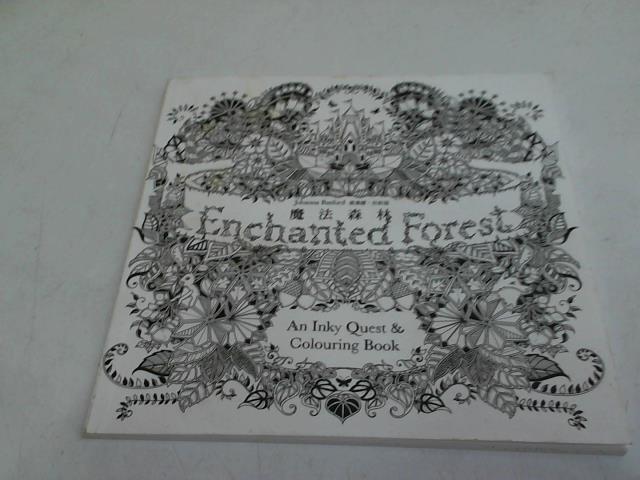 Johanna Basford
魔法森林
Enchanted Forest
An Inky Quest &
Colouring Book